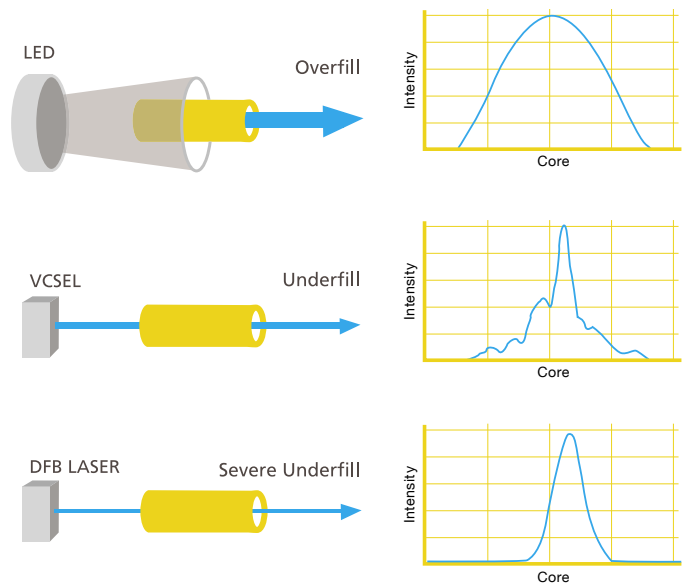 LED
Overfill
Intensity
Core
VCSEL
Underfill
Intensity
Core
DFB LASER
Severe Underfill
Intensity
Core